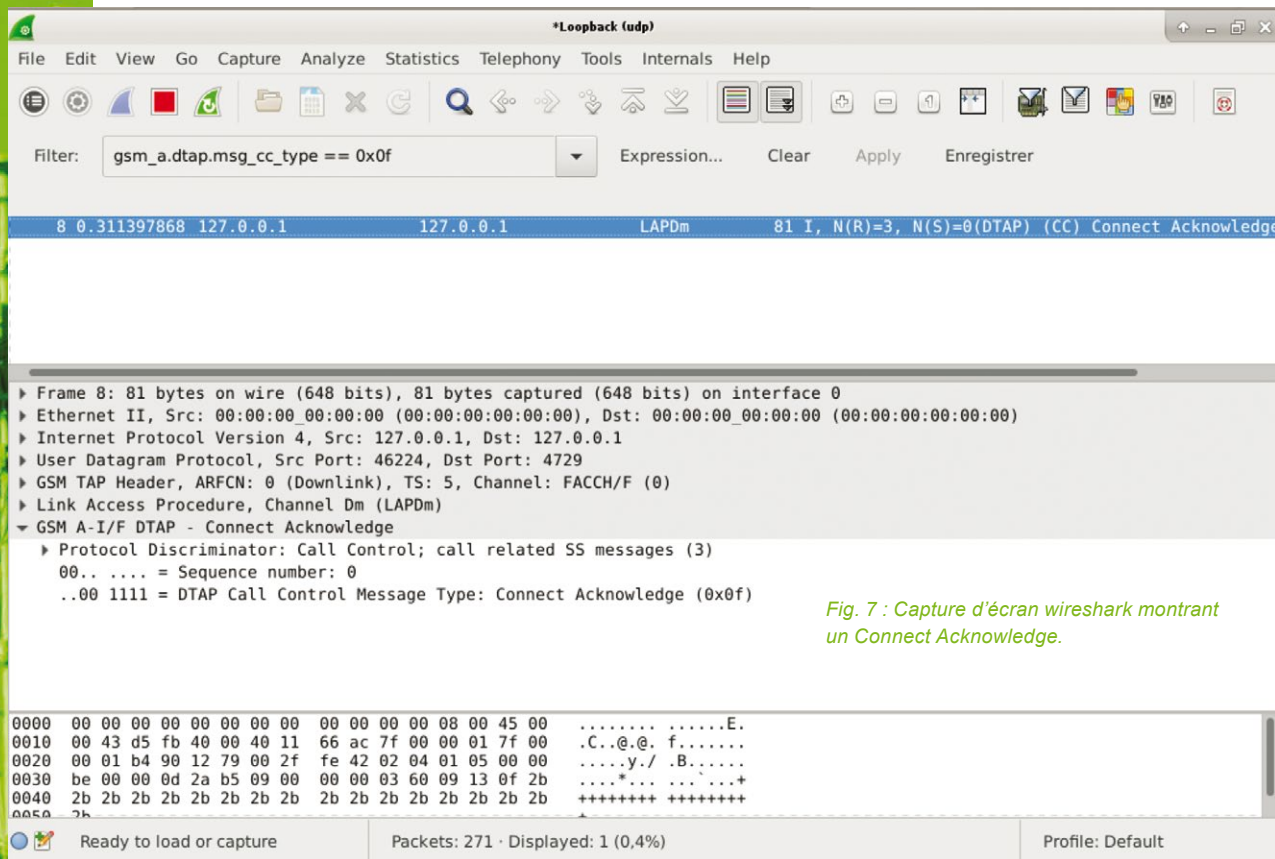 *Loopback (udp)
File Edit View Go Capture Analyze Statistics Telephony Tools Internals Help
Filter: gsm_a.dtap.msg_cc_type == 0x0f Expression... Clear Apply Enregistrer
8 0.311397868 127.0.0.1 127.0.0.1 LAPDm 81 I, N(R)=3, N(S)=0(DTAP) (CC) Connect Acknowledge
Frame 8: 81 bytes on wire (648 bits), 81 bytes captured (648 bits) on interface 0
Ethernet II, Src: 00:00:00_00:00:00 (00:00:00:00:00:00), Dst: 00:00:00_00:00:00 (00:00:00:00:00:00)
Internet Protocol Version 4, Src: 127.0.0.1, Dst: 127.0.0.1
User Datagram Protocol, Src Port: 46224, Dst Port: 4729
GSM TAP Header, ARFCN: 0 (Downlink), TS: 5, Channel: FACCH/F (0)
Link Access Procedure, Channel Dm (LAPDm)
GSM A-I/F DTAP - Connect Acknowledge
Protocol Discriminator: Call Control; call related SS messages (3)
00.. .... = Sequence number: 0
..00 1111 = DTAP Call Control Message Type: Connect Acknowledge (0x0f)
Fig. 7 : Capture d'écran wireshark montrant
un Connect Acknowledge.
0000 00 00 00 00 00 00 00 00 00 00 00 00 08 00 45 00 ........ ......E.
0010 00 43 d5 fb 40 00 40 11 66 ac 7f 00 00 01 7f 00 .C..@.@. f.......
0020 00 01 b4 90 12 79 00 2f fe 42 02 04 01 05 00 00 .....y./ .B......
0030 be 00 00 0d 2a b5 09 00 00 00 03 60 09 13 0f 2b ....*... ...`...+
0040 2b 2b 2b 2b 2b 2b 2b 2b 2b 2b 2b 2b 2b 2b 2b 2b ++++++++ ++++++++
0050 2b +
Ready to load or capture Packets: 271 · Displayed: 1 (0,4%) Profile: Default